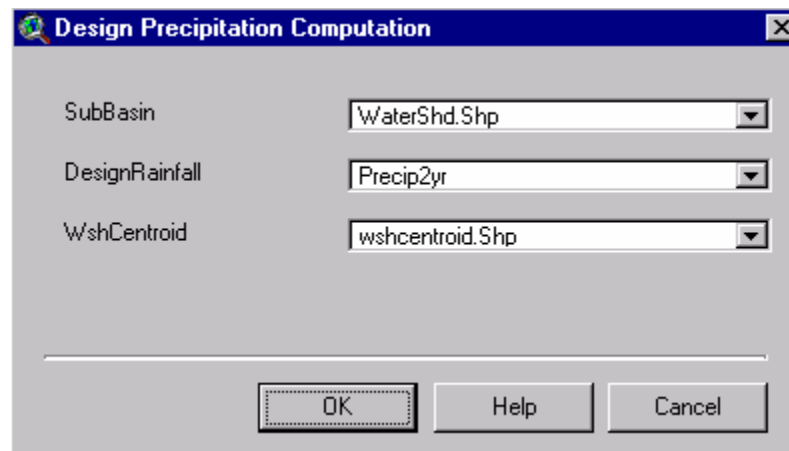 Design Precipitation Computation
SubBasin WaterShd.Shp
DesignRainfall Precip2yr
WshCentroid wshcentroid.Shp
OK Help Cancel